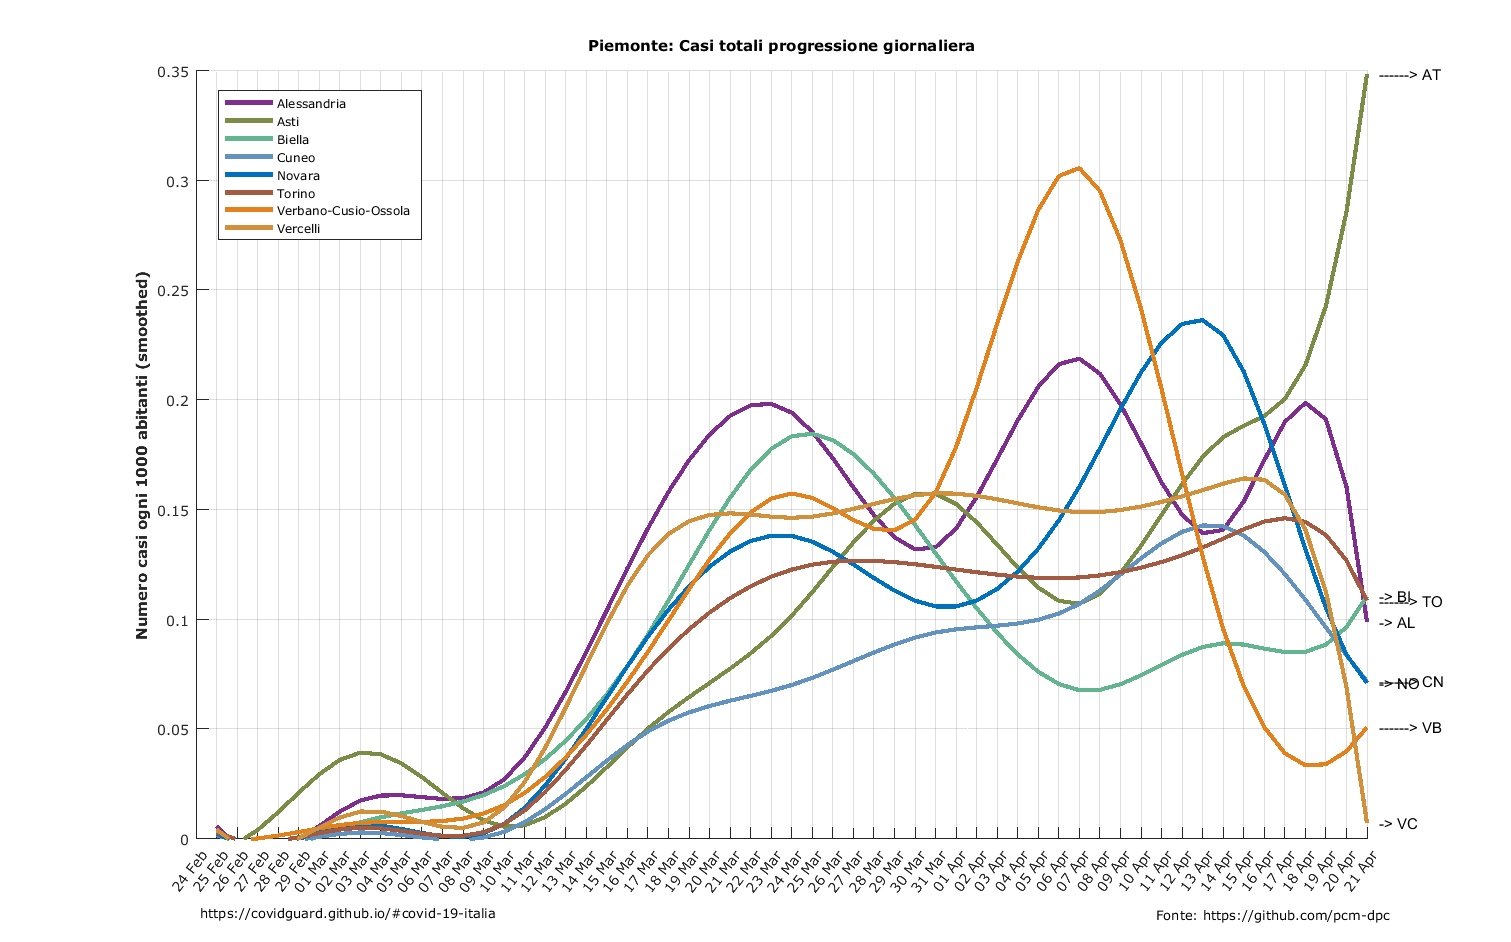 Piemonte: Casi totali progressione giornaliera
Numero casi ogni 1000 abitanti (smoothed)
0.35
0.3
0.25
0.2
0.15
0.1
0.05
0
Alessandria
Asti
Biella
Cuneo
Novara
Torino
Verbano-Cusio-Ossola
Vercelli
------> AT
-> BI
------> TO
-> AL
------> CN
-> NO
------> VB
-> VC
24 Feb
25 Feb
26 Feb
27 Feb
28 Feb
29 Feb
01 Mar
02 Mar
03 Mar
04 Mar
05 Mar
06 Mar
07 Mar
08 Mar
09 Mar
10 Mar
11 Mar
12 Mar
13 Mar
14 Mar
15 Mar
16 Mar
17 Mar
18 Mar
19 Mar
20 Mar
21 Mar
22 Mar
23 Mar
24 Mar
25 Mar
26 Mar
27 Mar
28 Mar
29 Mar
30 Mar
31 Mar
01 Apr
02 Apr
03 Apr
04 Apr
05 Apr
06 Apr
07 Apr
08 Apr
09 Apr
10 Apr
11 Apr
12 Apr
13 Apr
14 Apr
15 Apr
16 Apr
17 Apr
18 Apr
19 Apr
20 Apr
21 Apr
https://covidguard.github.io/#covid-19-italia
Fonte: https://github.com/pcm-dpc